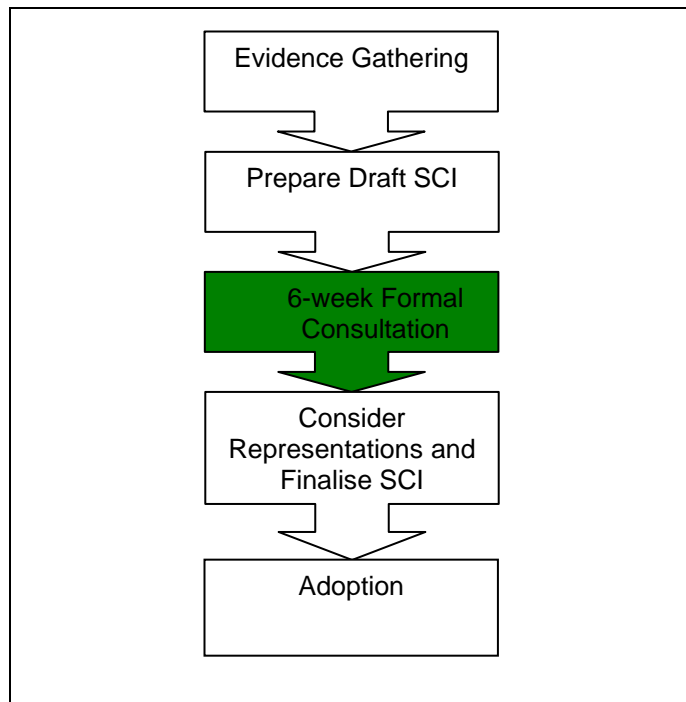 Evidence Gathering
Prepare Draft SCI
6-week Formal
Consultation
Consider
Representations and
Finalise SCI
Adoption